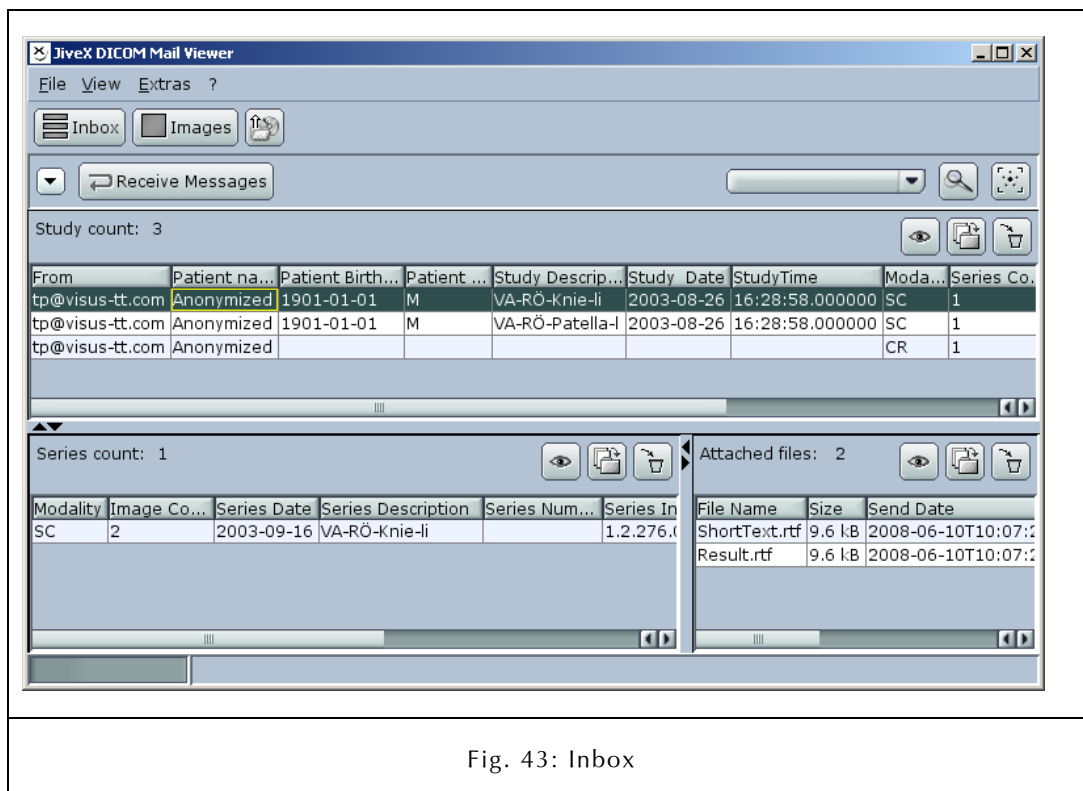 JiveX DICOM Mail Viewer
File View Extras ?
Inbox Images
Receive Messages
Study count: 3
From Patient na... Patient Birth... Patient ... Study Descrip... Study Date StudyTime Moda... Series Co.
tp@visus-tt.com Anonymized 1901-01-01 M VA-RÖ-Knie-li 2003-08-26 16:28:58.000000 SC 1
tp@visus-tt.com Anonymized 1901-01-01 M VA-RÖ-Patella-l 2003-08-26 16:28:58.000000 SC 1
tp@visus-tt.com Anonymized CR 1
Series count: 1
Modality Image Co... Series Date Series Description Series Num... Series In
SC 2 2003-09-16 VA-RÖ-Knie-li 1.2.276.(
Attached files: 2
File Name Size Send Date
ShortText.rtf 9.6 kB 2008-06-10T10:07:2
Result.rtf 9.6 kB 2008-06-10T10:07:2
Fig. 43: Inbox